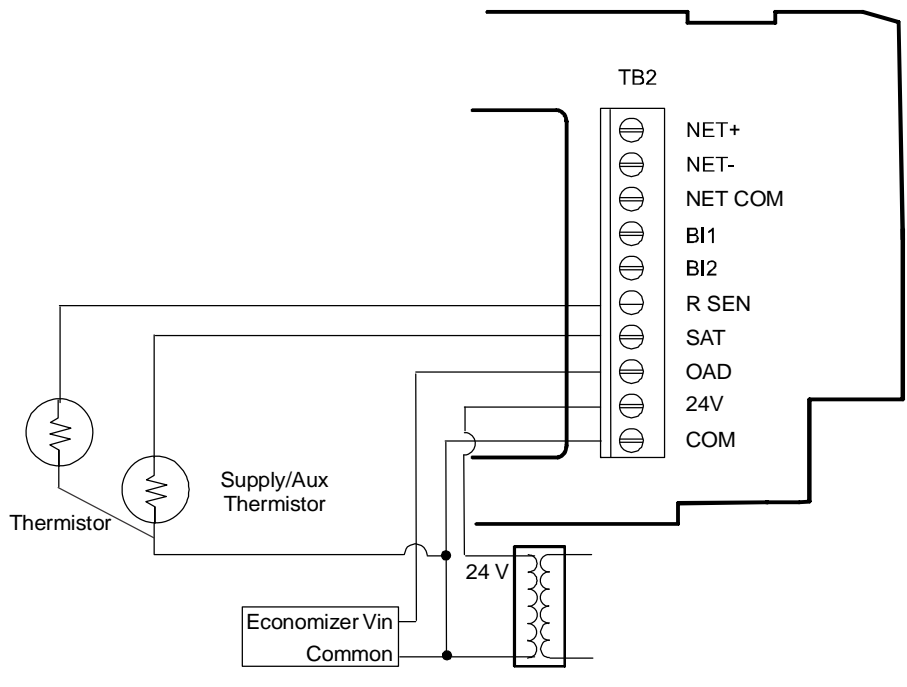 TB2
NET+
NET-
NET COM
BI1
BI2
R SEN
SAT
OAD
24V
COM
Supply/Aux
Thermistor
Thermistor
24 V
Economizer Vin
Common